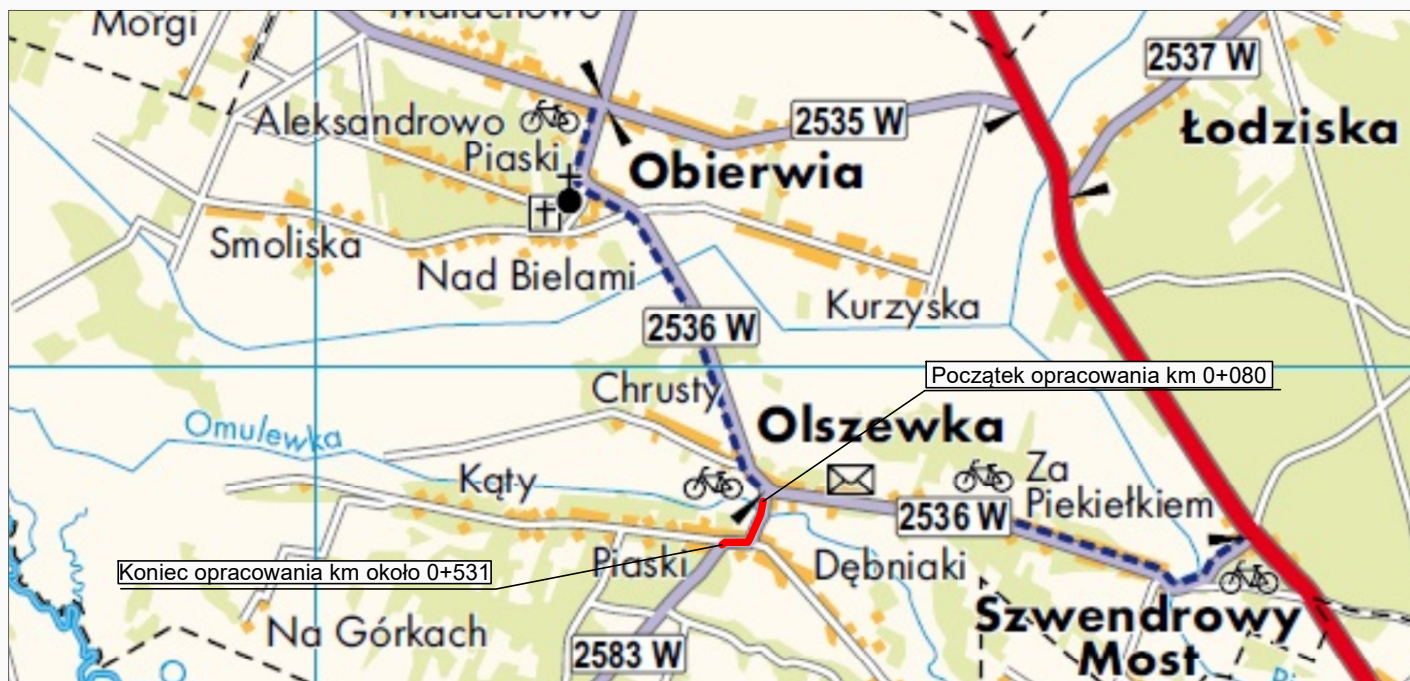 Morgi
2537 W
Aleksandrowo
Piaski
2535 W
Łodziska
Obierwia
Smoliska
Nad Bielami
Kurzyska
2536 W
Początek opracowania km 0+080
Chrusty
Omulewka
Olszewka
Kąty
Za
Piekiełkiem
2536 W
Koniec opracowania km około 0+531
Piaski
Dębniaki
Na Górkach
Szwendrowy
Most
2583 W